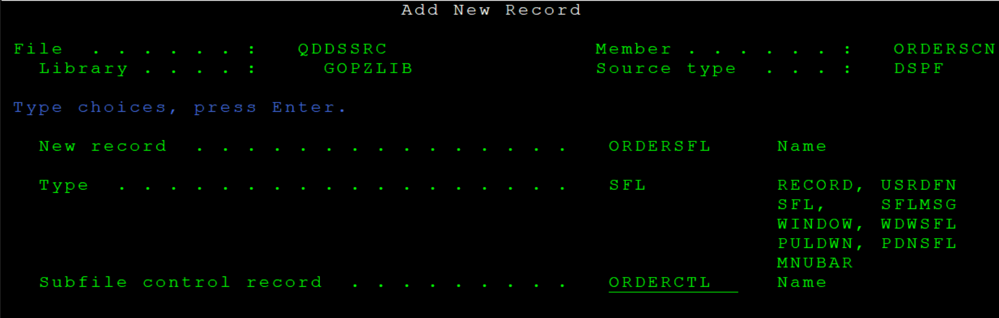 Add New Record
File . . . . . . : QDDSSRC Member . . . . . . : ORDERSCN
Library . . . . : GOPZLIB Source type . . . : DSPF
Type choices, press Enter.
New record . . . . . . . . . . . . . . . ORDERSFL Name
Type . . . . . . . . . . . . . . . . . . SFL RECORD, USRDFN
SFL, SFLMSG
WINDOW, WDWSFL
PULDWN, PDNSFL
MNUBAR
Subfile control record . . . . . . . . . ORDERCTL Name